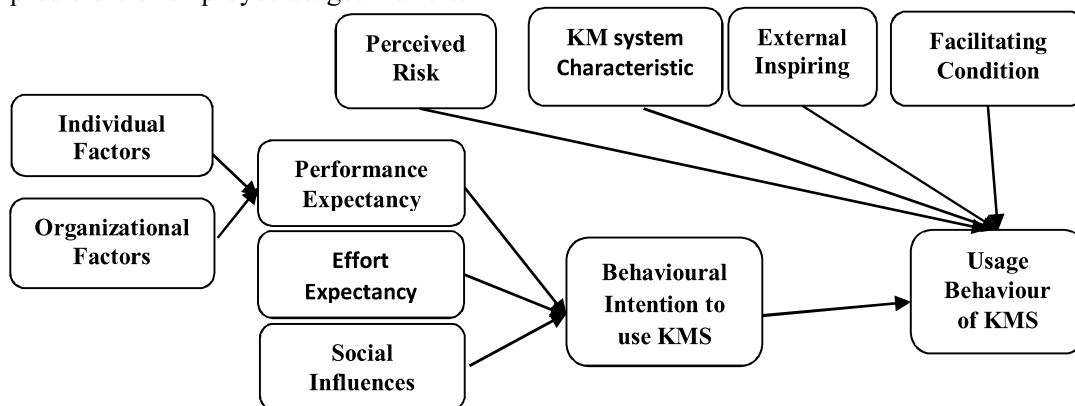 Perceived
Risk
KM system
Characteristic
External
Inspiring
Facilitating
Condition
Individual
Factors
Organizational
Factors
Performance
Expectancy
Effort
Expectancy
Social
Influences
Behavioural
Intention to
use KMS
Usage
Behaviour
of KMS